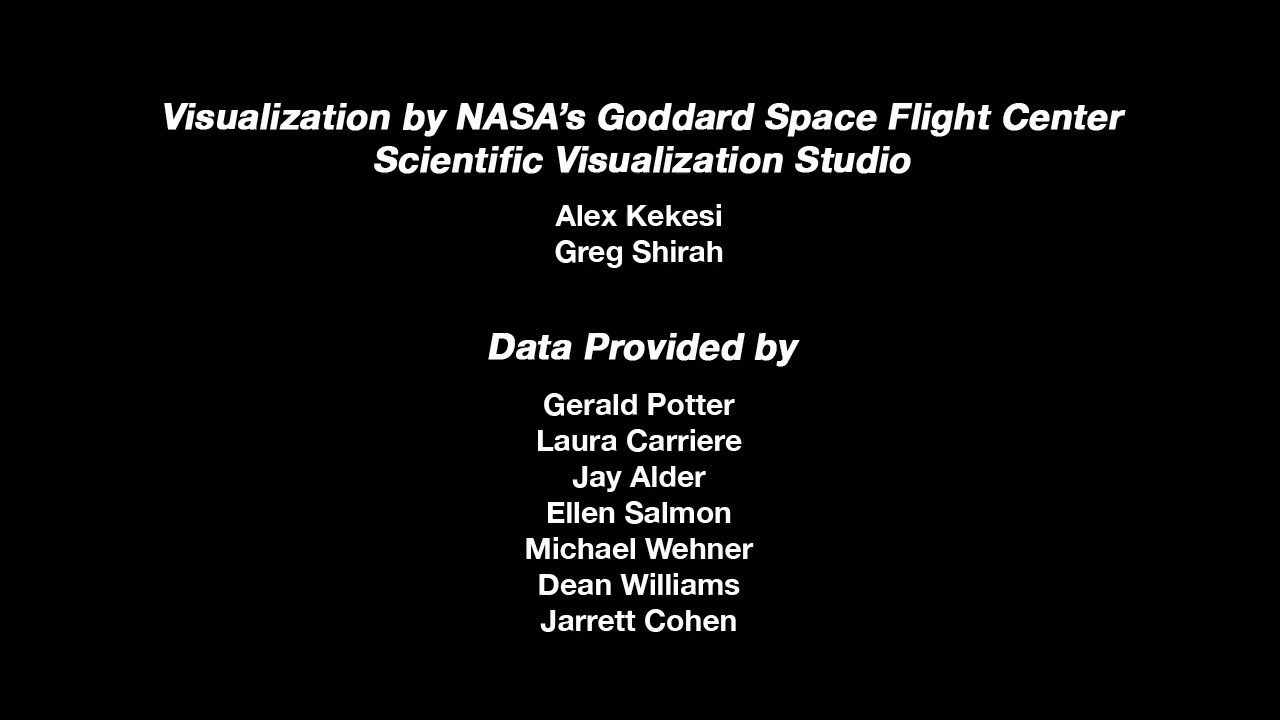 Visualization by NASA’s Goddard Space Flight Center
Scientific Visualization Studio
Alex Kekesi
Greg Shirah
Data Provided by
Gerald Potter
Laura Carriere
Jay Alder
Ellen Salmon
Michael Wehner
Dean Williams
Jarrett Cohen